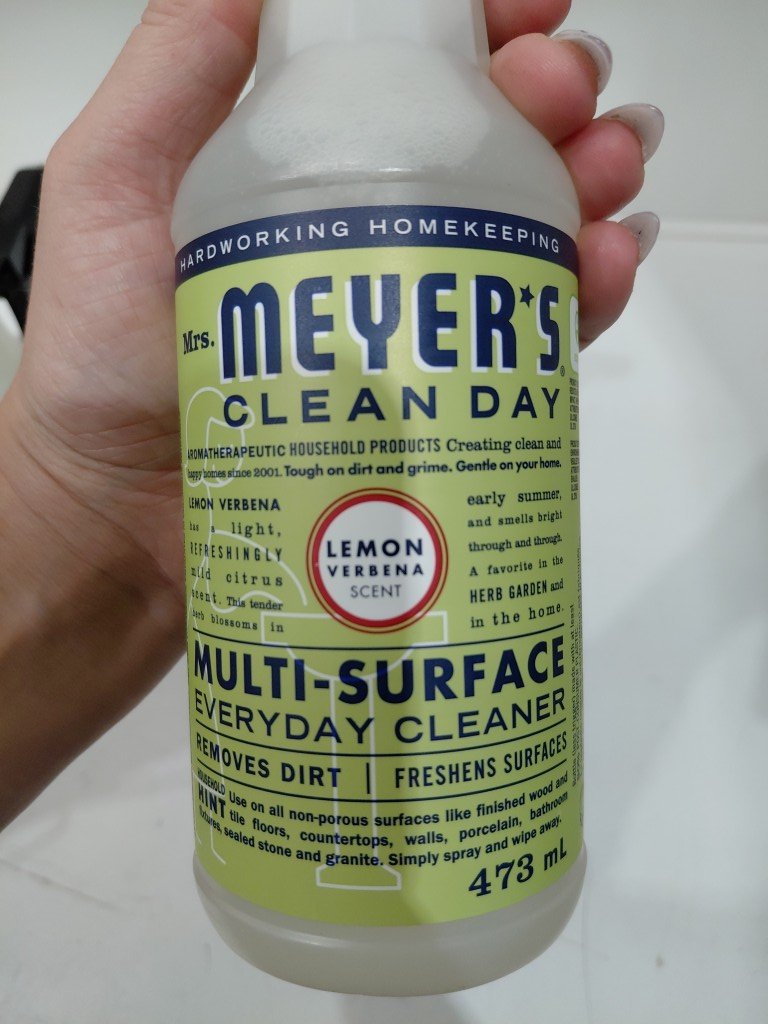 HARDWORKING HOMEKEEPING
Mrs. MEYER'S®
CLEAN DAY
AROMATHERAPEUTIC HOUSEHOLD PRODUCTS Creating clean and
happy homes since 2001. Tough on dirt and grime. Gentle on your home.
LEMON VERBENA
has a light,
REFRESHINGLY
mild citrus
scent. This tender
herb blossoms in
LEMON
VERBENA
SCENT
early summer,
and smells bright
through and through.
A favorite in the
HERB GARDEN and
in the home.
MULTI-SURFACE
EVERYDAY CLEANER
REMOVES DIRT | FRESHENS SURFACES
HOUSEHOLD
HINT
Use on all non-porous surfaces like finished wood and
tile floors, countertops, walls, porcelain, bathroom
fixtures, sealed stone and granite. Simply spray and wipe away.
473 mL